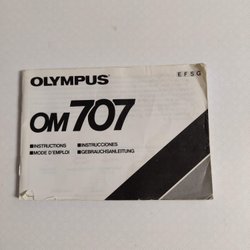 OLYMPUS®
E F S G
OM707
■INSTRUCTIONS ■INSTRUCCIONES
■MODE D'EMPLOI ■GEBRAUCHSANLEITUNG